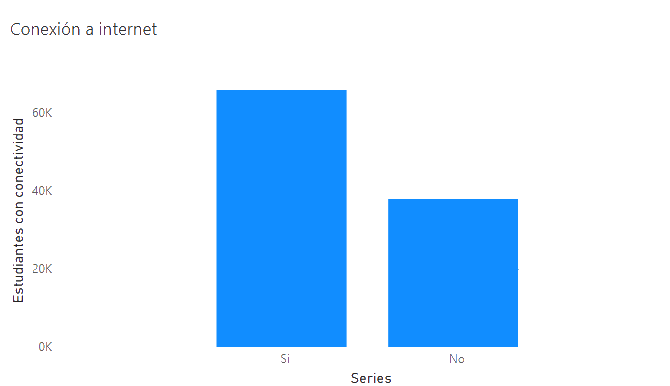 Conexión a internet
Estudiantes con conectividad
60K
40K
20K
0K
Si
No
Series